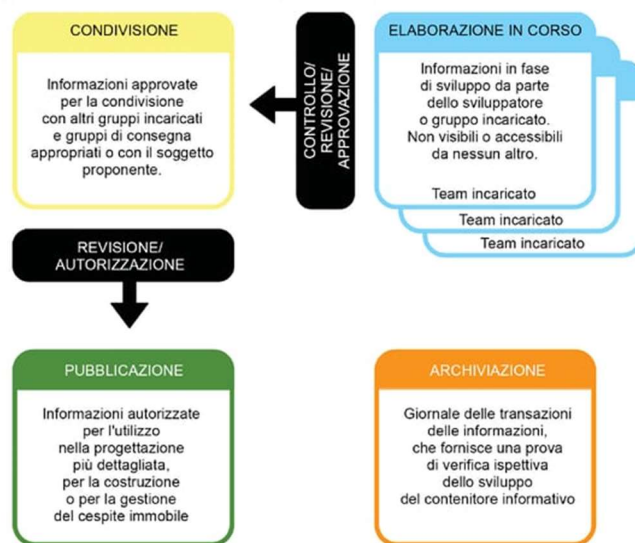 CONDIVISIONE
Informazioni approvate
per la condivisione
con altri gruppi incaricati
e gruppi di consegna
appropriati o con il soggetto
proponente.
CONTROLLO/
REVISIONE/
APPROVAZIONE
ELABORAZIONE IN CORSO
Informazioni in fase
di sviluppo da parte
dello sviluppatore
o gruppo incaricato.
Non visibili o accessibili
da nessun altro.
Team incaricato
Team incaricato
Team incaricato
REVISIONE/
AUTORIZZAZIONE
PUBBLICAZIONE
Informazioni autorizzate
per l'utilizzo
nella progettazione
più dettagliata,
per la costruzione
o per la gestione
del cespite immobile
ARCHIVIAZIONE
Giornale delle transazioni
delle informazioni,
che fornisce una prova
di verifica ispettiva
dello sviluppo
del contenitore informativo